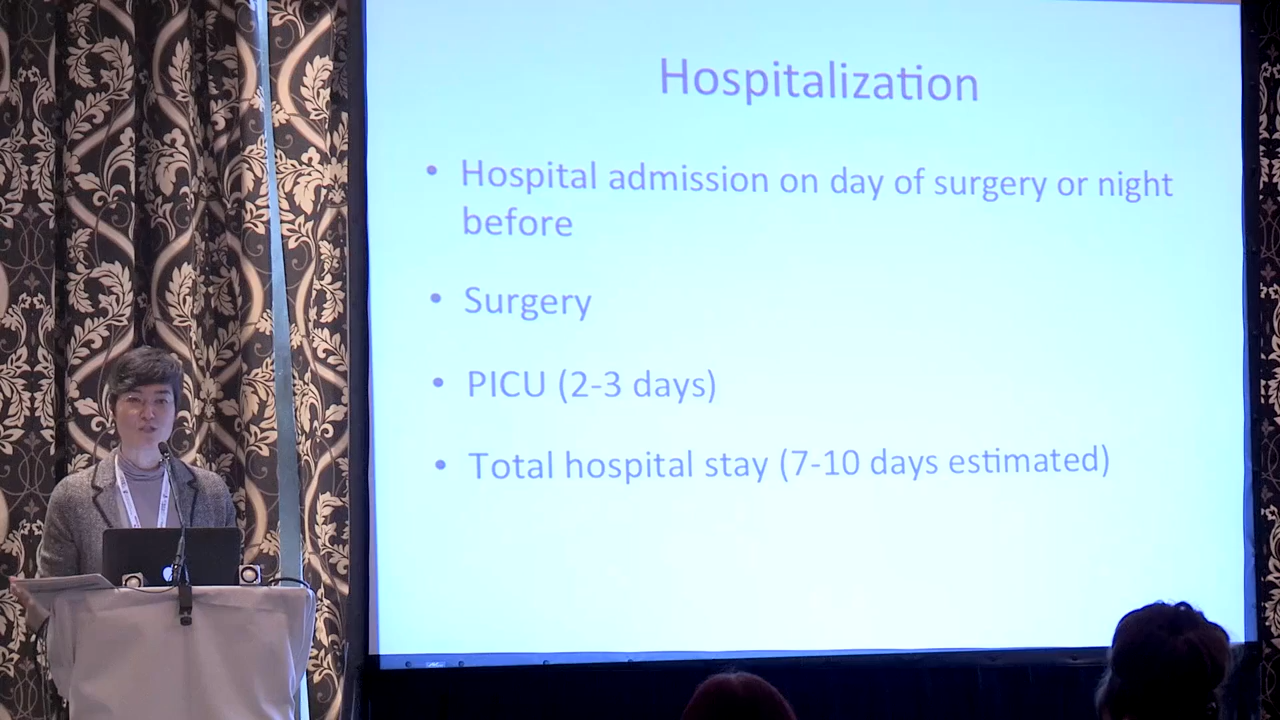 Hospitalization
• Hospital admission on day of surgery or night
before
• Surgery
• PICU (2-3 days)
• Total hospital stay (7-10 days estimated)